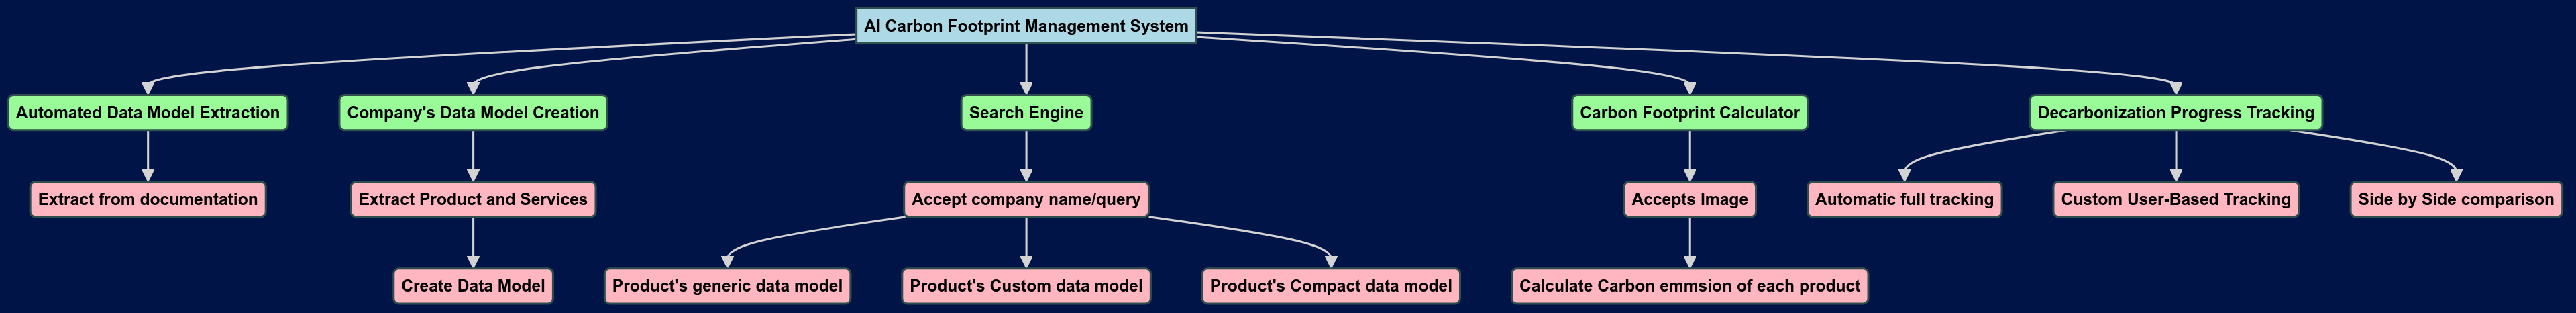 AI Carbon Footprint Management System
Automated Data Model Extraction
Company's Data Model Creation
Search Engine
Carbon Footprint Calculator
Decarbonization Progress Tracking
Extract from documentation
Extract Product and Services
Accept company name/query
Accepts Image
Automatic full tracking
Custom User-Based Tracking
Side by Side comparison
Create Data Model
Product's generic data model
Product's Custom data model
Product's Compact data model
Calculate Carbon emmsion of each product